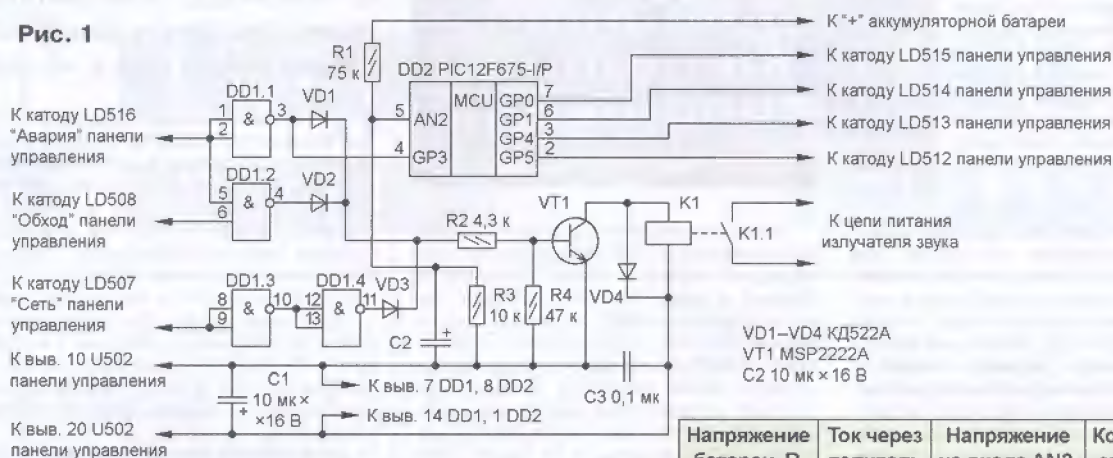 Рис. 1
R1
75 к
DD2 PIC12F675-I/P
MCU
5
AN2
4
GP3
GP0
7
GP1
6
GP4
3
GP5
2
К "+" аккумуляторной батареи
К катоду LD515 панели управления
К катоду LD514 панели управления
К катоду LD513 панели управления
К катоду LD512 панели управления
К катоду LD516
"Авария" панели
управления
DD1.1
1
2
&
3
VD1
К катоду LD508
"Обход" панели
управления
DD1.2
5
6
&
4
VD2
К катоду LD507
"Сеть" панели
управления
DD1.3
8
9
&
10
DD1.4
12
13
&
11
VD3
R2 4,3 к
VT1
K1
K1.1
К цепи питания
излучателя звука
VD4
C2
+
R3
10 к
R4
47 к
C3 0,1 мк
К выв. 10 U502
панели управления
C1
10 мк ×
×16 В
+
К выв. 7 DD1, 8 DD2
К выв. 14 DD1, 1 DD2
К выв. 20 U502
панели управления
VD1–VD4 КД522А
VT1 MSP2222A
C2 10 мк × 16 В
Напряжение Ток через Напряжение